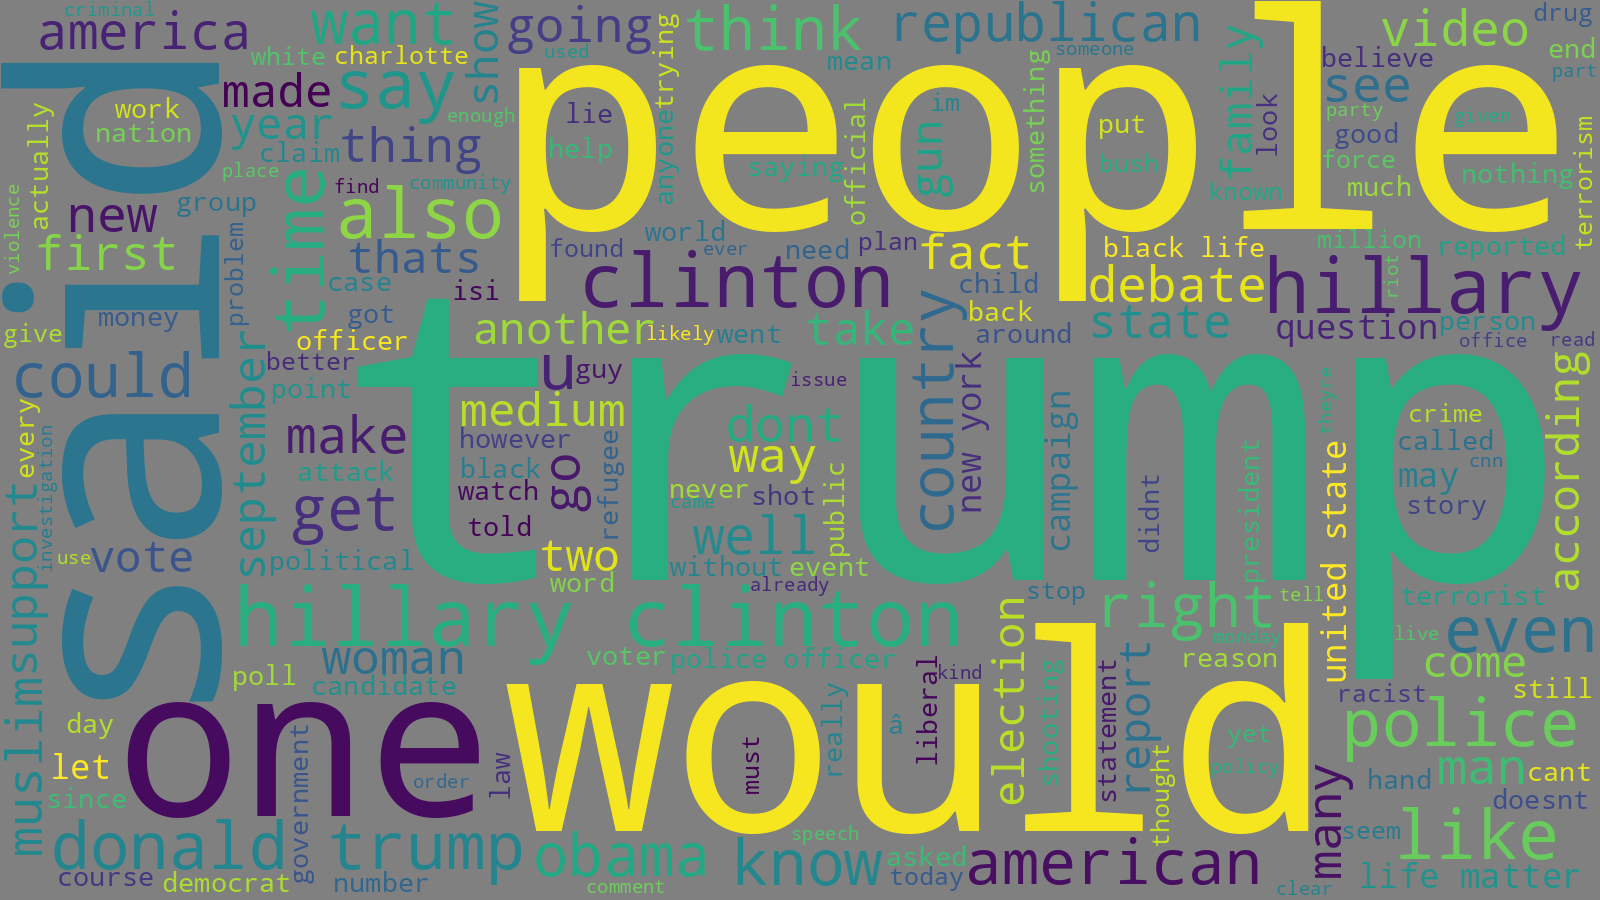 criminal
america
want
show
going
used
think
republican
someone
video
drug
end
part
white
charlotte
mean
believe
see
people
said
work
nation
made
say
enough
lie
help
anyone
trying
saying
official
gun
im
something
put
bush
family
look
known
party
good
force
much
given
nothing
terrorism
actually
year
claim
thing
place
find
community
violence
new
group
time
also
first
thats
found
world
ever
need
plan
fact
black life
million
riot
reported
problem
case
isi
clinton
child
debate
hillary
give
money
got
officer
another
likely
went
take
back
around
country
state
question
person
office
read
could
better
point
u
guy
issue
new york
trump
september
make
medium
dont
way
campaign
theyre
crime
called
cnn
may
story
according
every
investigation
attack
however
black
watch
go
refugee
never
shot
came
public
didnt
president
united state
get
told
well
support
use
vote
political
two
word
without
event
already
stop
right
tell
terrorist
monday
live
even
muslims
hillary clinton
woman
voter
police officer
reason
come
poll
candidate
kind
liberal
election
shooting
statement
report
racist
still
day
one
would
really
must
yet
polity
police
let
since
government
order
law
thought
many
man
cant
hand
doesnt
donald trump
obama
speech
know
asked
today
american
seem
like
course
democrat
number
comment
clear
life matter